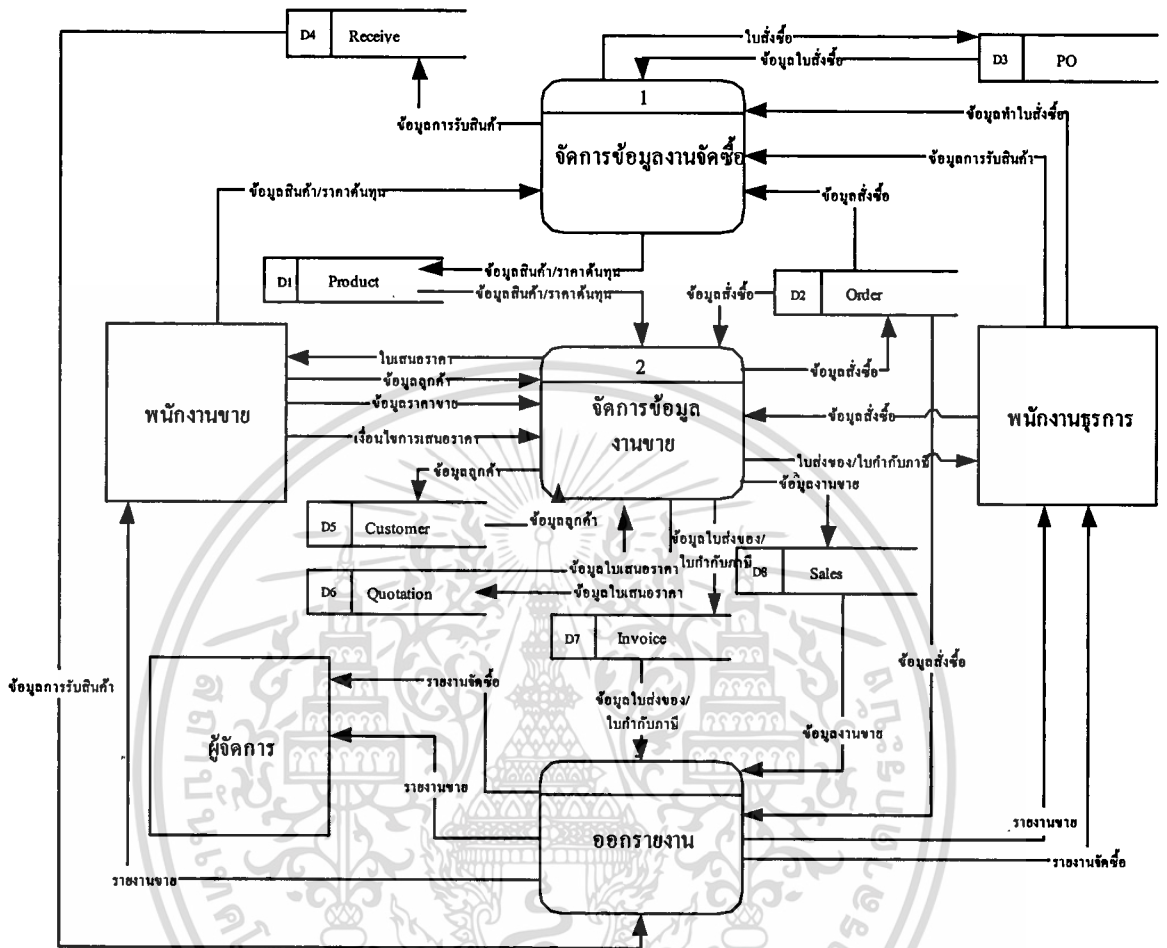 D4 Receive
ใบสั่งซื้อ
ข้อมูลใบสั่งซื้อ
D3 PO
1
จัดการข้อมูลงานจัดซื้อ
ข้อมูลการรับสินค้า
ข้อมูลทำใบสั่งซื้อ
ข้อมูลการรับสินค้า
ข้อมูลสินค้า/ราคาต้นทุน
ข้อมูลสั่งซื้อ
D1 Product
ข้อมูลสินค้า/ราคาต้นทุน
ข้อมูลสินค้า/ราคาต้นทุน
ข้อมูลสั่งซื้อ
D2 Order
พนักงานขาย
ใบเสนอราคา
ข้อมูลลูกค้า
ข้อมูลราคาขาย
เงื่อนไขการเสนอราคา
2
จัดการข้อมูล
งานขาย
ข้อมูลสั่งซื้อ
ข้อมูลสั่งซื้อ
ใบส่งของ/ใบกำกับภาษี
ข้อมูลงานขาย
พนักงานธุรการ
ข้อมูลลูกค้า
D5 Customer
ข้อมูลลูกค้า
ข้อมูลใบส่งของ/
ใบกำกับภาษี
D8 Sales
D6 Quotation
ข้อมูลใบเสนอราคา
ข้อมูลใบเสนอราคา
D7 Invoice
ข้อมูลสั่งซื้อ
ข้อมูลการรับสินค้า
ผู้จัดการ
รายงานจัดซื้อ
ข้อมูลใบส่งของ/
ใบกำกับภาษี
ข้อมูลงานขาย
รายงานขาย
ออกรายงาน
รายงานขาย
รายงานขาย
รายงานจัดซื้อ